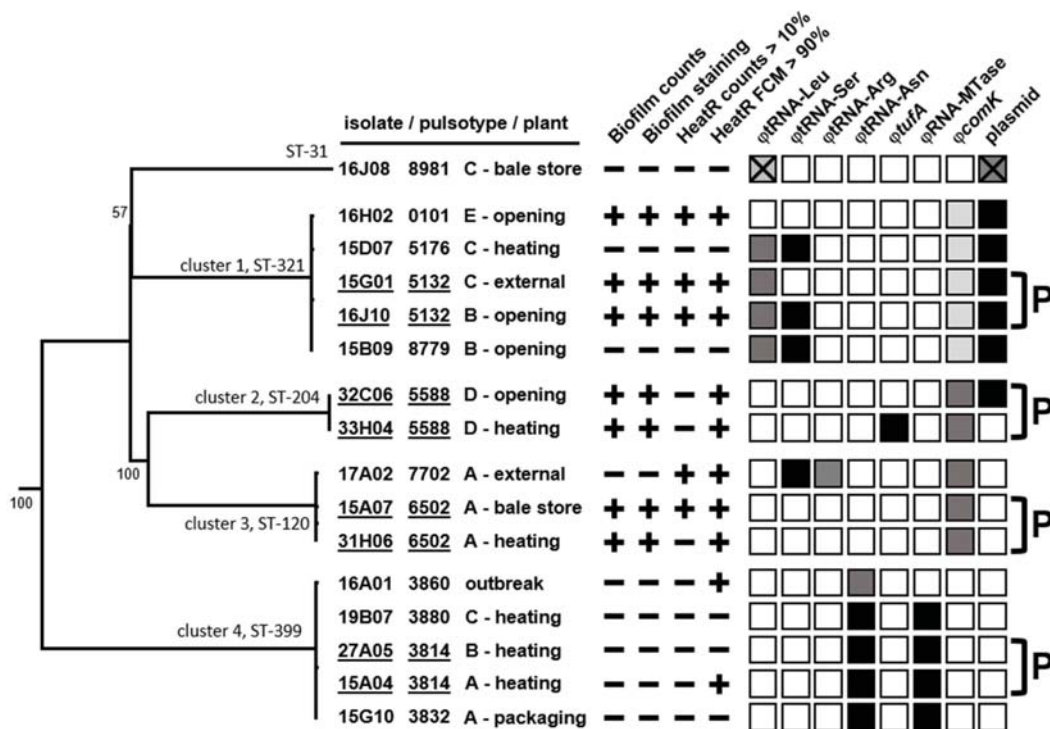 Biofilm counts
Biofilm staining
HeatR counts > 10%
HeatR FCM > 90%
φtRNA-Leu
φtRNA-Ser
φtRNA-Arg
φtRNA-Asn
φtufA
φRNA-MTase
φcomK
plasmid
isolate / pulsotype / plant
ST-31
16J08 8981 C - bale store − − − −
57
16H02 0101 E - opening + + + +
15D07 5176 C - heating − − − −
cluster 1, ST-321
15G01 5132 C - external + + + +
P
16J10 5132 B - opening + + + +
15B09 8779 B - opening − − − −
cluster 2, ST-204
32C06 5588 D - opening + + − +
P
33H04 5588 D - heating + + − +
100
17A02 7702 A - external − − + +
100
15A07 6502 A - bale store + + + +
P
cluster 3, ST-120
31H06 6502 A - heating + + − +
16A01 3860 outbreak − − − +
19B07 3880 C - heating − − − −
cluster 4, ST-399
27A05 3814 B - heating − − − −
P
15A04 3814 A - heating − − − +
15G10 3832 A - packaging − − − −